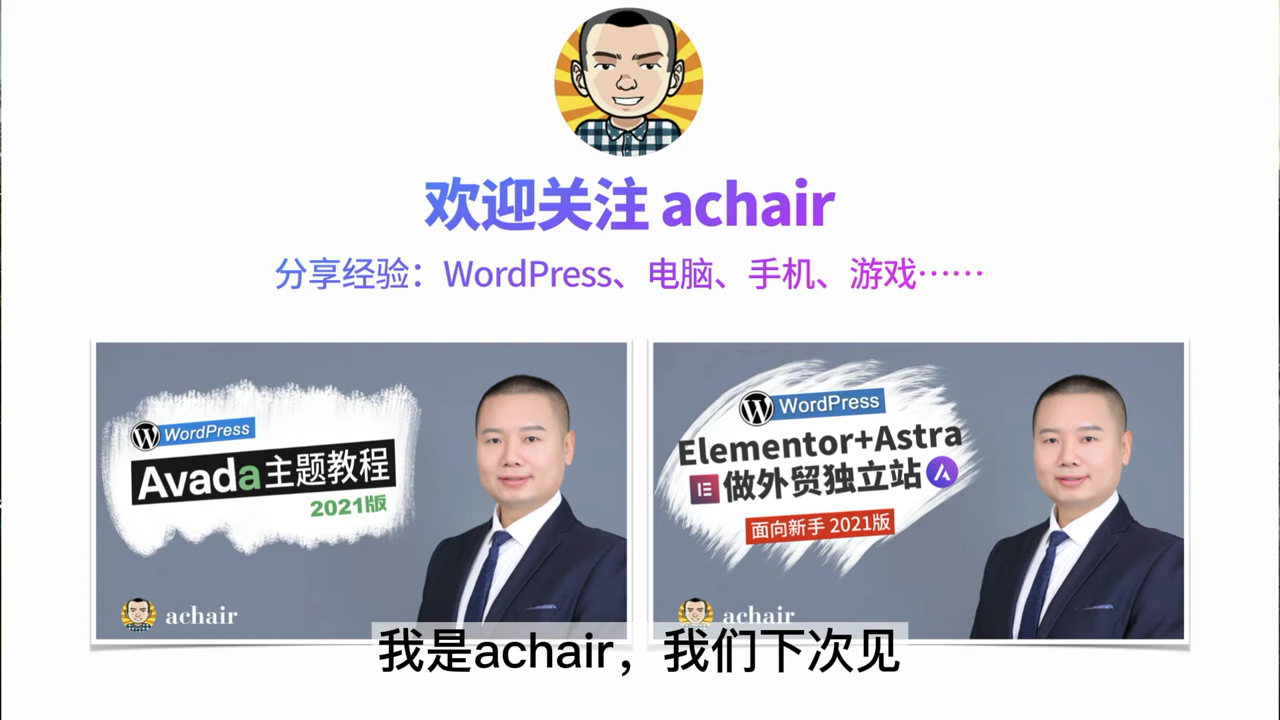 欢迎关注 achair
分享经验：WordPress、电脑、手机、游戏……
WordPress
Avada主题教程
2021版
achair
WordPress
Elementor+Astra
做外贸独立站
面向新手 2021版
achair
我是achair，我们下次见